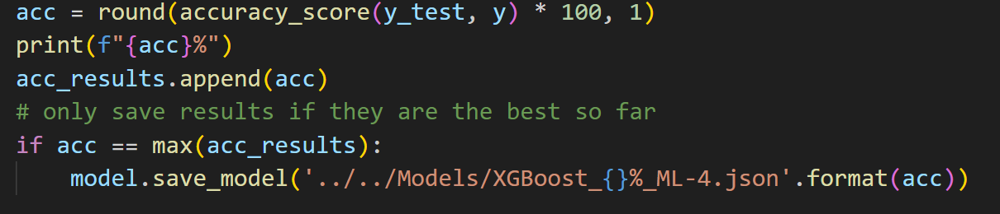 acc = round(accuracy_score(y_test, y) * 100, 1)
print(f"{acc}%")
acc_results.append(acc)
# only save results if they are the best so far
if acc == max(acc_results):
    model.save_model('../../Models/XGBoost_{}%_ML-4.json'.format(acc))